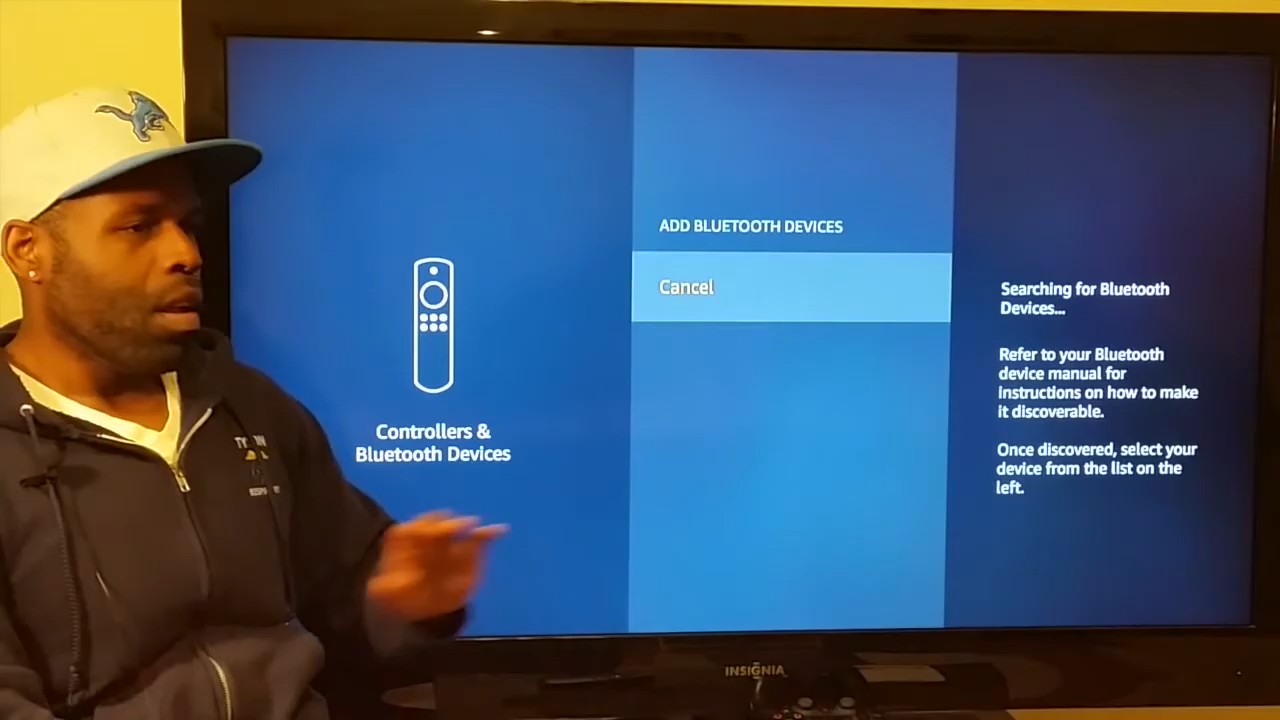 ADD BLUETOOTH DEVICES
Cancel
Controllers &
Bluetooth Devices
Searching for Bluetooth
Devices...
Refer to your Bluetooth
device manual for
instructions on how to make
it discoverable.
Once discovered, select your
device from the list on the
left.
INSIGNIA